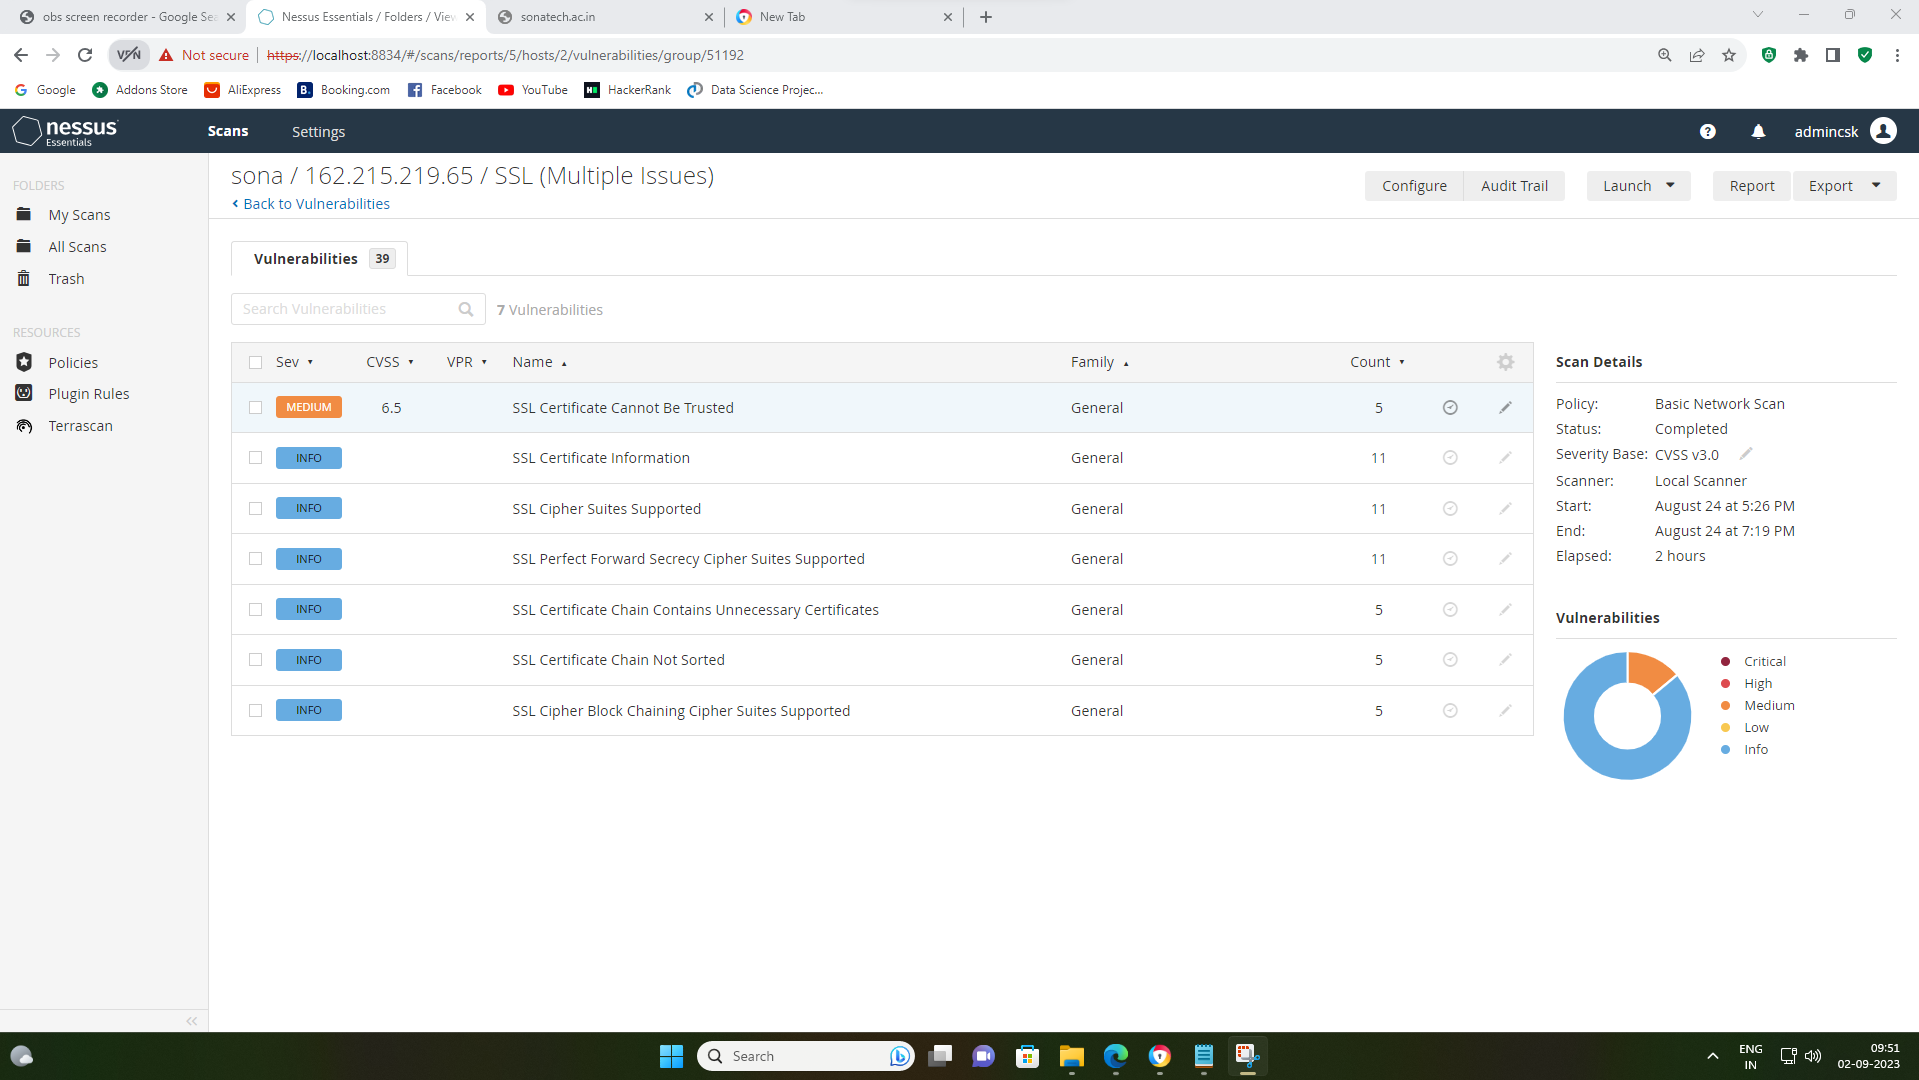 obs screen recorder - Google Sea
Nessus Essentials / Folders / View
sonatech.ac.in
New Tab
VPN
Not secure
https://localhost:8834/#/scans/reports/5/hosts/2/vulnerabilities/group/51192
Google
Addons Store
AliExpress
B.
Booking.com
Facebook
YouTube
HackerRank
Data Science Projec...
nessus
Essentials
Scans
Settings
?
admincsk
FOLDERS
My Scans
All Scans
Trash
RESOURCES
Policies
Plugin Rules
Terrascan
sona / 162.215.219.65 / SSL (Multiple Issues)
Back to Vulnerabilities
Configure
Audit Trail
Launch
Report
Export
Vulnerabilities 39
Search Vulnerabilities
7 Vulnerabilities
Sev CVSS VPR Name Family Count
MEDIUM 6.5 SSL Certificate Cannot Be Trusted General 5
INFO SSL Certificate Information General 11
INFO SSL Cipher Suites Supported General 11
INFO SSL Perfect Forward Secrecy Cipher Suites Supported General 11
INFO SSL Certificate Chain Contains Unnecessary Certificates General 5
INFO SSL Certificate Chain Not Sorted General 5
INFO SSL Cipher Block Chaining Cipher Suites Supported General 5
Scan Details
Policy: Basic Network Scan
Status: Completed
Severity Base: CVSS v3.0
Scanner: Local Scanner
Start: August 24 at 5:26 PM
End: August 24 at 7:19 PM
Elapsed: 2 hours
Vulnerabilities
Critical
High
Medium
Low
Info
Search
ENG
IN
09:51
02-09-2023